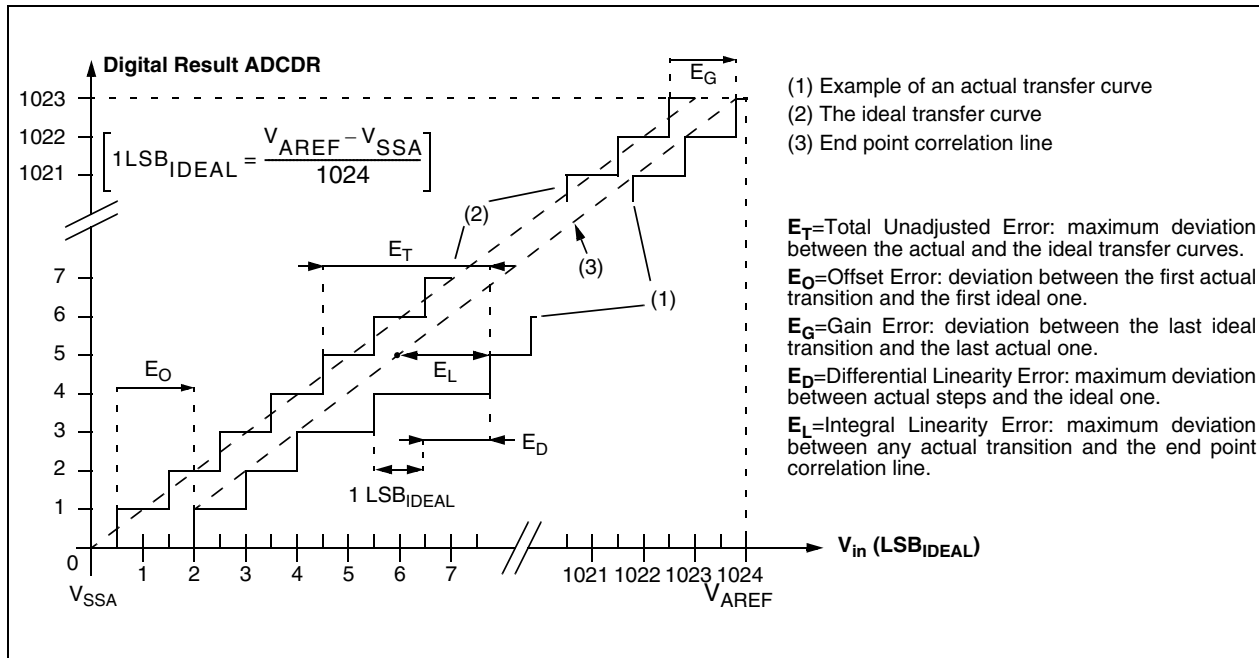 Digital Result ADCDR
E_G
1023
1022
1021
1LSB_IDEAL = (V_AREF – V_SSA) / 1024
(2)
E_T
(3)
(1)
7
6
5
4
3
2
1
0
E_O
E_L
E_D
1 LSB_IDEAL
1 2 3 4 5 6 7 1021 1022 1023 1024
V_in (LSB_IDEAL)
V_SSA
V_AREF
(1) Example of an actual transfer curve
(2) The ideal transfer curve
(3) End point correlation line
E_T=Total Unadjusted Error: maximum deviation
between the actual and the ideal transfer curves.
E_O=Offset Error: deviation between the first actual
transition and the first ideal one.
E_G=Gain Error: deviation between the last ideal
transition and the last actual one.
E_D=Differential Linearity Error: maximum deviation
between actual steps and the ideal one.
E_L=Integral Linearity Error: maximum deviation
between any actual transition and the end point
correlation line.